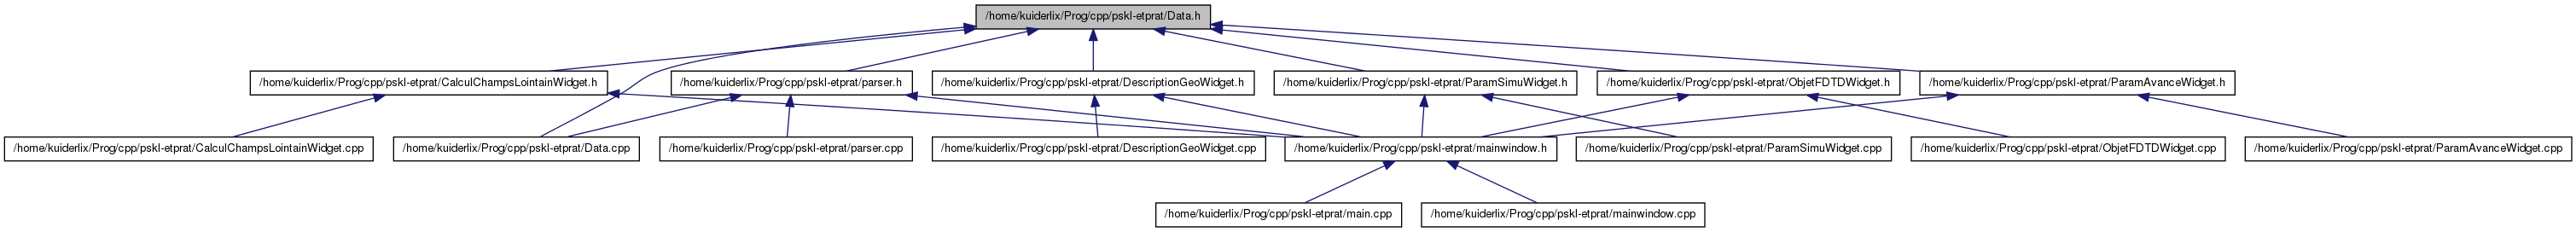 /home/kuiderlix/Prog/cpp/pskl-etprat/Data.h
/home/kuiderlix/Prog/cpp/pskl-etprat/CalculChampsLointainWidget.h
/home/kuiderlix/Prog/cpp/pskl-etprat/parser.h
/home/kuiderlix/Prog/cpp/pskl-etprat/DescriptionGeoWidget.h
/home/kuiderlix/Prog/cpp/pskl-etprat/ParamSimuWidget.h
/home/kuiderlix/Prog/cpp/pskl-etprat/ObjetFDTDWidget.h
/home/kuiderlix/Prog/cpp/pskl-etprat/ParamAvanceWidget.h
/home/kuiderlix/Prog/cpp/pskl-etprat/CalculChampsLointainWidget.cpp
/home/kuiderlix/Prog/cpp/pskl-etprat/Data.cpp
/home/kuiderlix/Prog/cpp/pskl-etprat/parser.cpp
/home/kuiderlix/Prog/cpp/pskl-etprat/DescriptionGeoWidget.cpp
/home/kuiderlix/Prog/cpp/pskl-etprat/mainwindow.h
/home/kuiderlix/Prog/cpp/pskl-etprat/ParamSimuWidget.cpp
/home/kuiderlix/Prog/cpp/pskl-etprat/ObjetFDTDWidget.cpp
/home/kuiderlix/Prog/cpp/pskl-etprat/ParamAvanceWidget.cpp
/home/kuiderlix/Prog/cpp/pskl-etprat/main.cpp
/home/kuiderlix/Prog/cpp/pskl-etprat/mainwindow.cpp